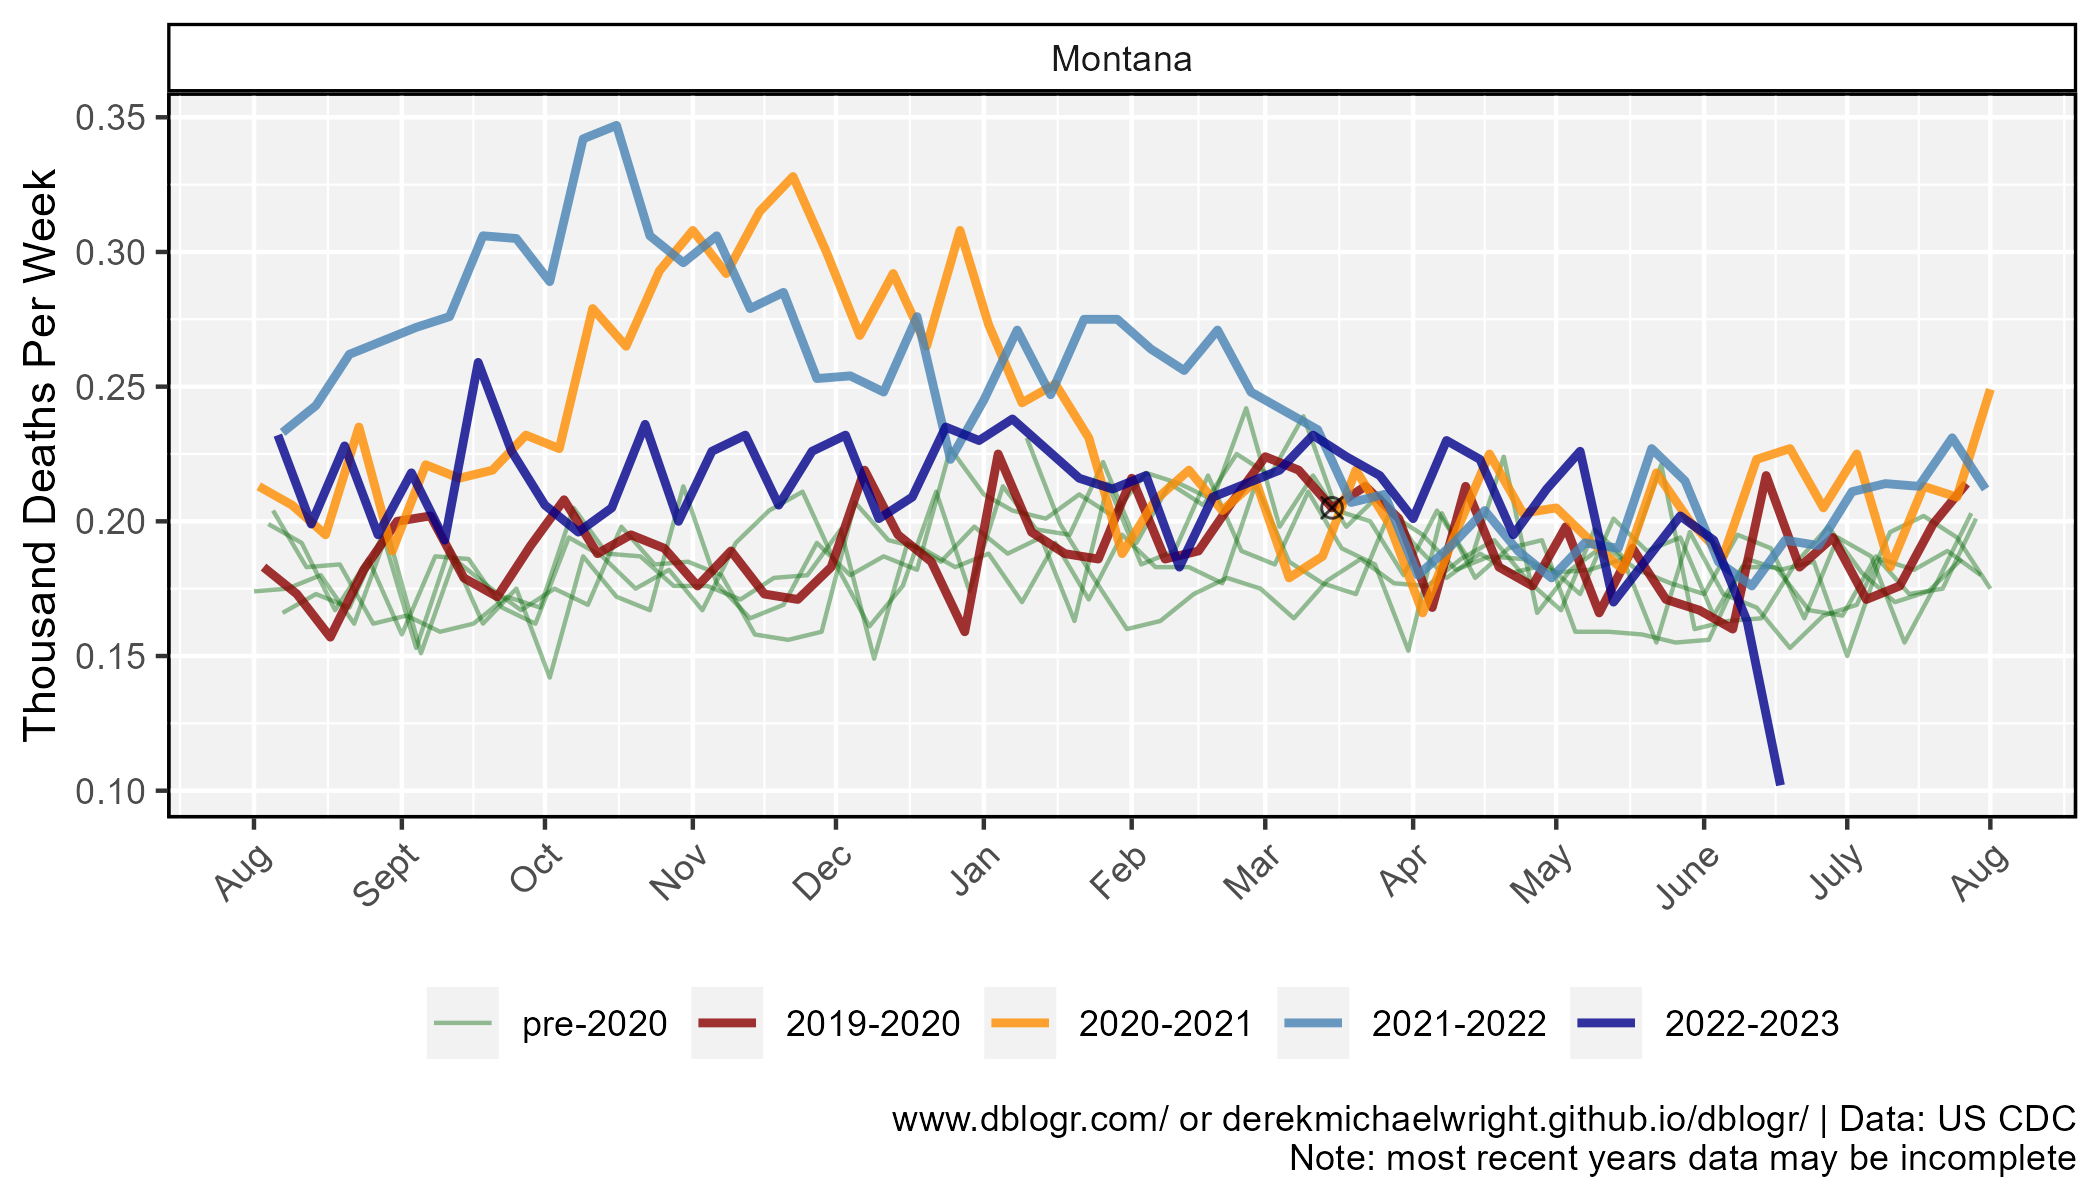 Montana
Thousand Deaths Per Week
0.35
0.30
0.25
0.20
0.15
0.10
Aug
Sept
Oct
Nov
Dec
Jan
Feb
Mar
Apr
May
June
July
Aug
pre-2020
2019-2020
2020-2021
2021-2022
2022-2023
www.dblogr.com/ or derekmichaelwright.github.io/dblogr/ | Data: US CDC
Note: most recent years data may be incomplete